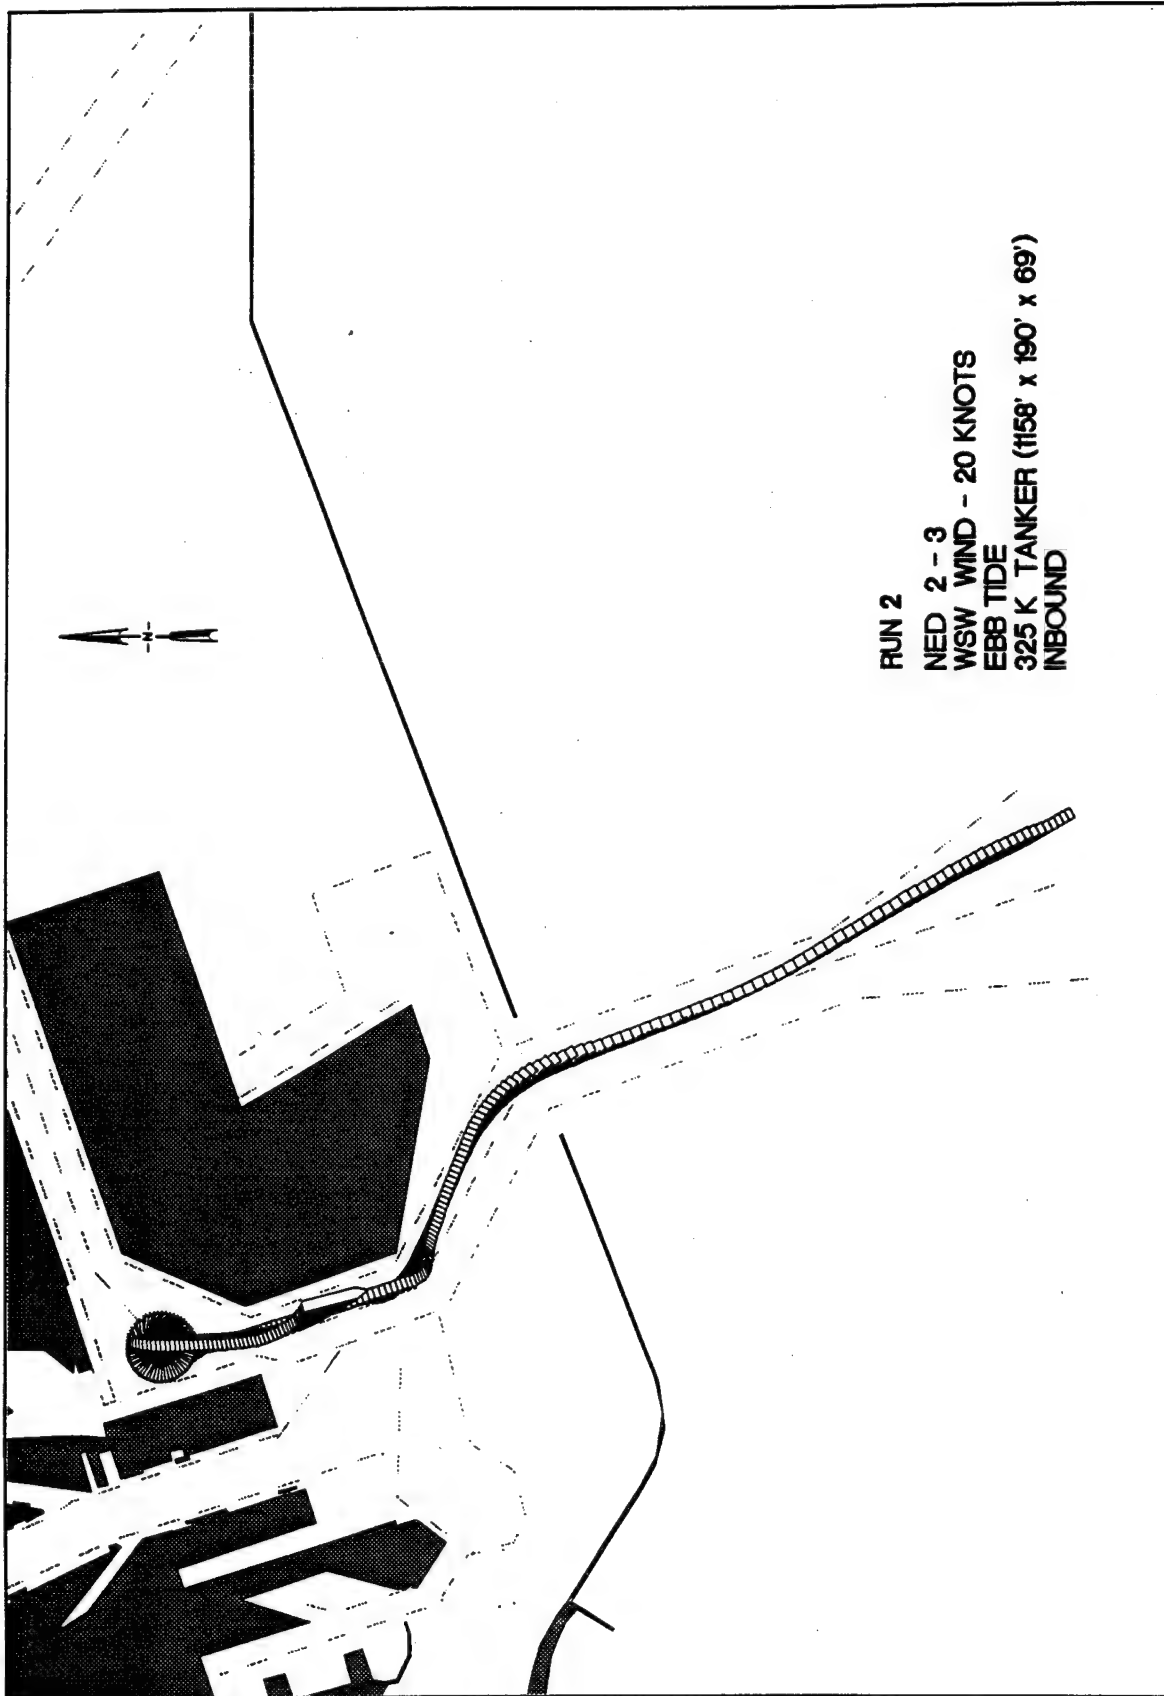 N
RUN 2
NED 2 - 3
WSW WIND - 20 KNOTS
EBB TIDE
325 K TANKER (1158' x 190' x 69')
INBOUND